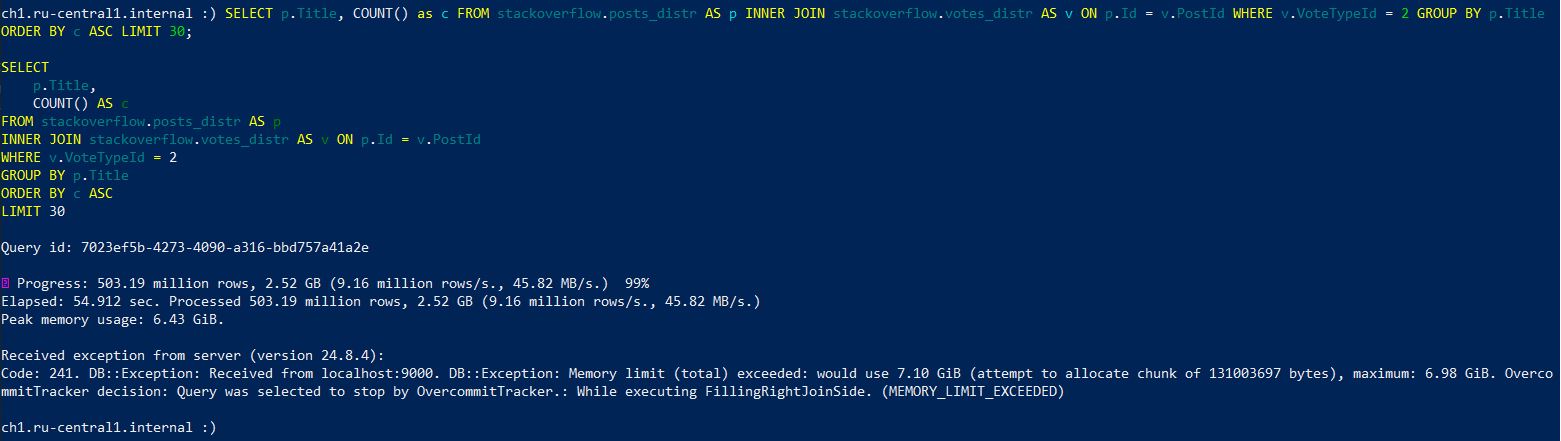 ch1.ru-central1.internal :) SELECT p.Title, COUNT() as c FROM stackoverflow.posts_distr AS p INNER JOIN stackoverflow.votes_distr AS v ON p.Id = v.PostId WHERE v.VoteTypeId = 2 GROUP BY p.Title
ORDER BY c ASC LIMIT 30;
SELECT
p.Title,
COUNT() AS c
FROM stackoverflow.posts_distr AS p
INNER JOIN stackoverflow.votes_distr AS v ON p.Id = v.PostId
WHERE v.VoteTypeId = 2
GROUP BY p.Title
ORDER BY c ASC
LIMIT 30
Query id: 7023ef5b-4273-4090-a316-bbd757a41a2e
Progress: 503.19 million rows, 2.52 GB (9.16 million rows/s., 45.82 MB/s.) 99%
Elapsed: 54.912 sec. Processed 503.19 million rows, 2.52 GB (9.16 million rows/s., 45.82 MB/s.)
Peak memory usage: 6.43 GiB.
Received exception from server (version 24.8.4):
Code: 241. DB::Exception: Received from localhost:9000. DB::Exception: Memory limit (total) exceeded: would use 7.10 GiB (attempt to allocate chunk of 131003697 bytes), maximum: 6.98 GiB. Overco
mmitTracker decision: Query was selected to stop by OvercommitTracker.: While executing FillingRightJoinSide. (MEMORY_LIMIT_EXCEEDED)
ch1.ru-central1.internal :)